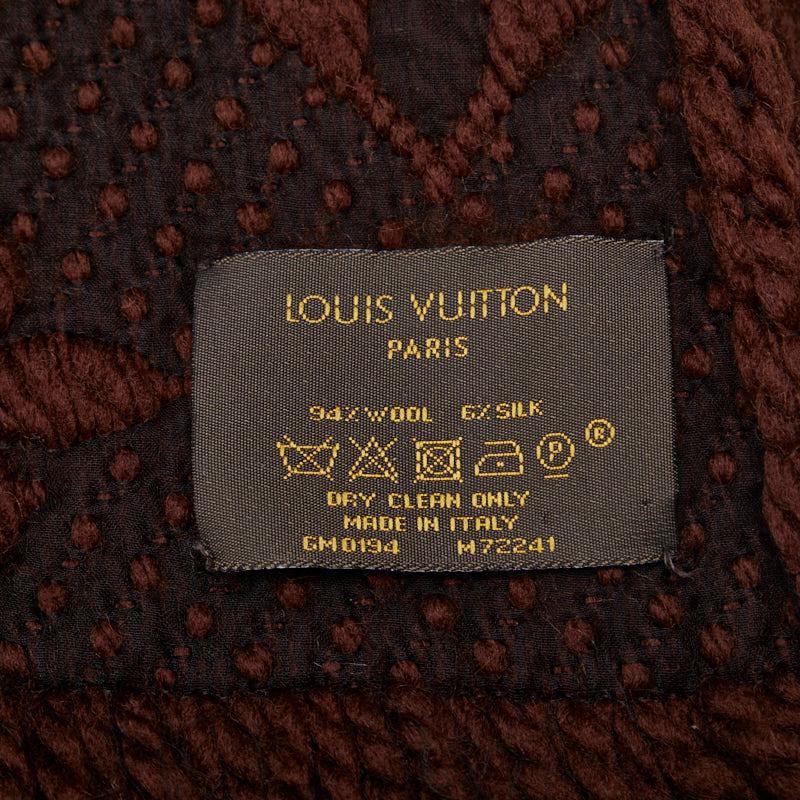 LOUIS VUITTON
PARIS
94% WOOL 6% SILK
P ®
DRY CLEAN ONLY
MADE IN ITALY
GM0194 M72241